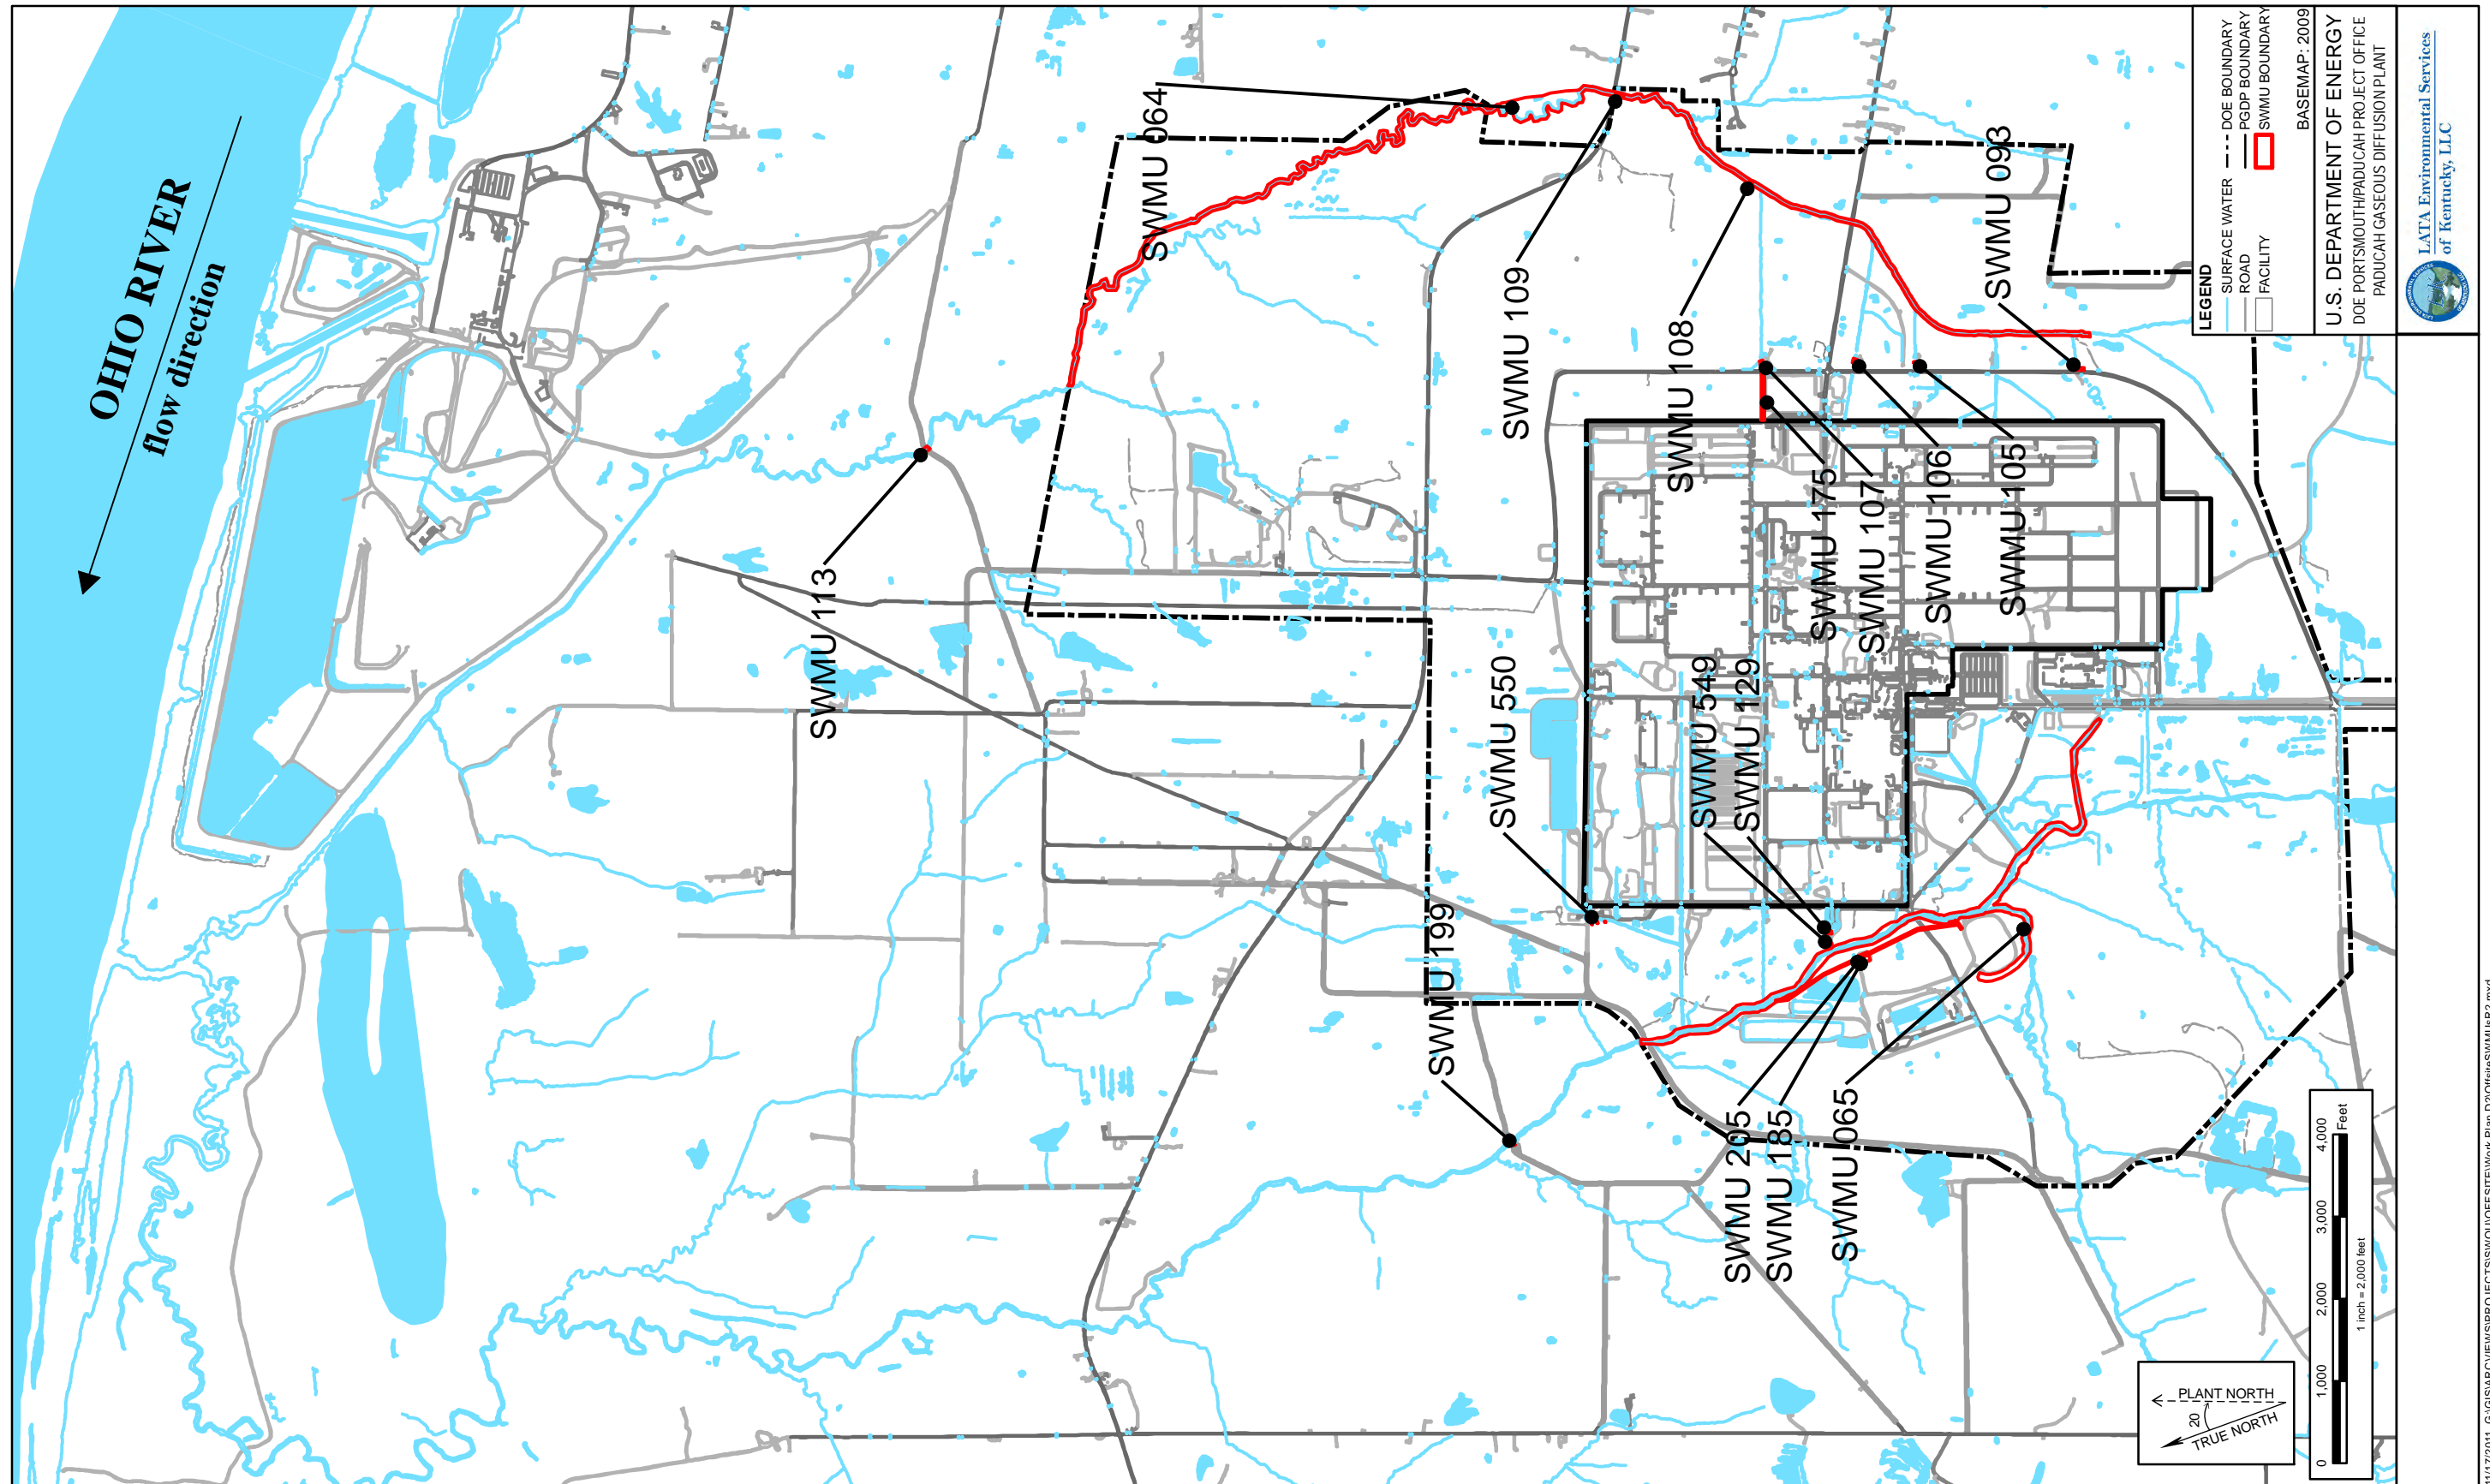 OHIO RIVER
flow direction
SWMU 064
SWMU 109
SWMU 108
SWMU 093
SWMU 113
SWMU 175
SWMU 107
SWMU 106
SWMU 105
SWMU 550
SWMU 549
SWMU 129
SWMU 199
SWMU 205
SWMU 185
SWMU 065
LEGEND
SURFACE WATER
ROAD
FACILITY
DOE BOUNDARY
PGDP BOUNDARY
SWMU BOUNDARY
BASEMAP: 2009
U.S. DEPARTMENT OF ENERGY
DOE PORTSMOUTH/PADUCAH PROJECT OFFICE
PADUCAH GASEOUS DIFFUSION PLANT
LATA Environmental Services
of Kentucky, LLC
PLANT NORTH
20
TRUE NORTH
0 1,000 2,000 3,000 4,000
Feet
1 inch = 2,000 feet